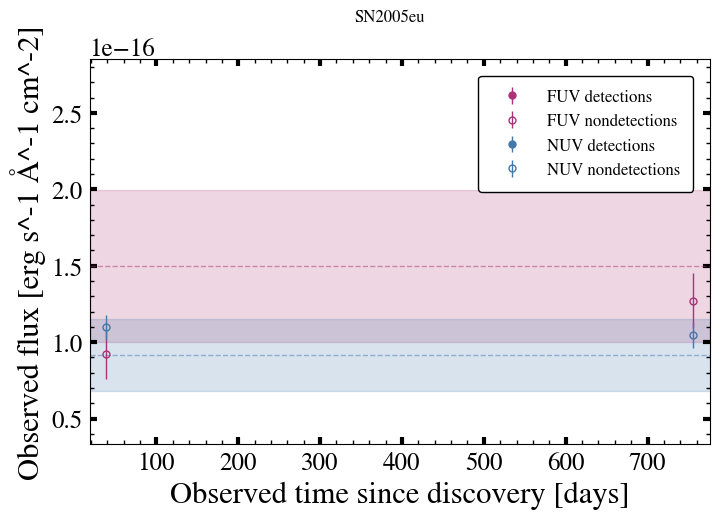 SN2005eu
1e−16
Observed flux [erg s^-1 Å^-1 cm^-2]
2.5
2.0
1.5
1.0
0.5
FUV detections
FUV nondetections
NUV detections
NUV nondetections
100 200 300 400 500 600 700
Observed time since discovery [days]